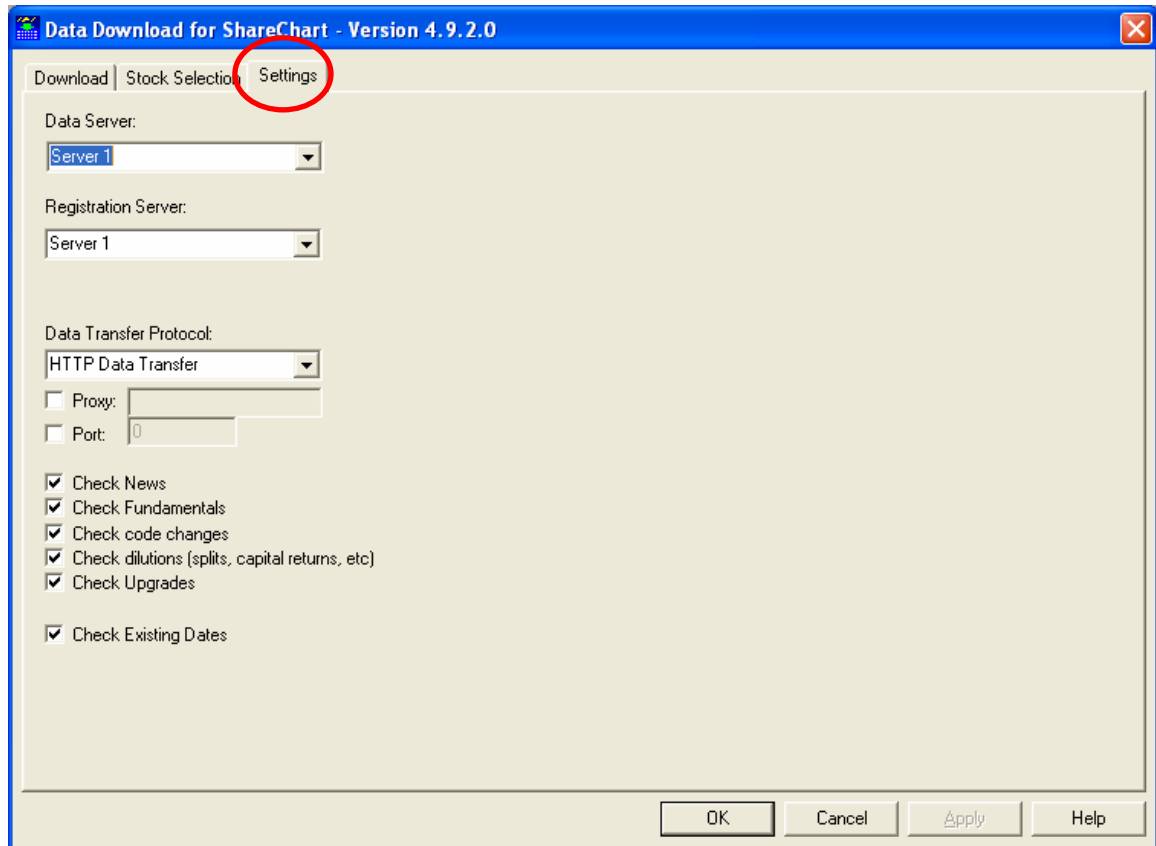 Data Download for ShareChart - Version 4.9.2.0
Download Stock Selection Settings
Data Server:
Server 1
Registration Server:
Server 1
Data Transfer Protocol:
HTTP Data Transfer
Proxy:
Port: 0
Check News
Check Fundamentals
Check code changes
Check dilutions (splits, capital returns, etc)
Check Upgrades
Check Existing Dates
OK Cancel Apply Help